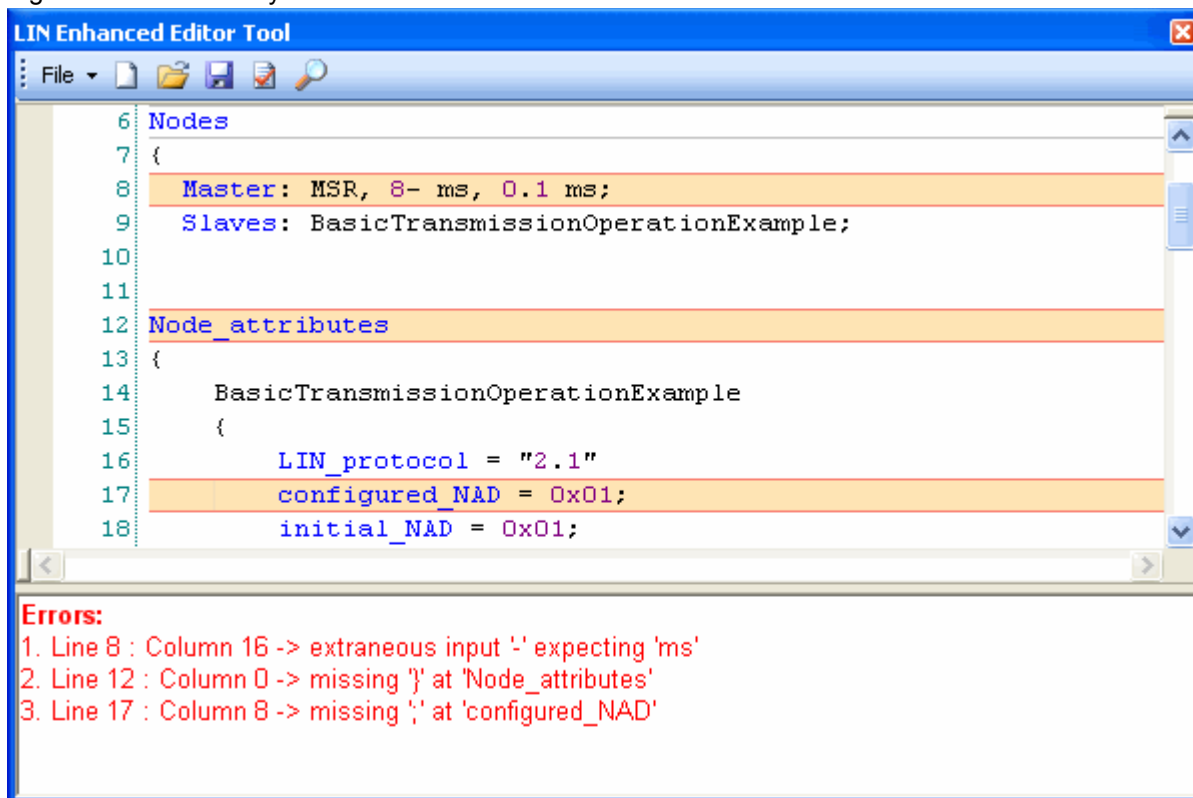 LIN Enhanced Editor Tool
File
6 Nodes
7 {
8 Master: MSR, 8- ms, 0.1 ms;
9 Slaves: BasicTransmissionOperationExample;
10
11
12 Node_attributes
13 {
14 BasicTransmissionOperationExample
15 {
16 LIN_protocol = "2.1"
17 configured_NAD = 0x01;
18 initial_NAD = 0x01;
Errors:
1. Line 8 : Column 16 -> extraneous input '-' expecting 'ms'
2. Line 12 : Column 0 -> missing '}' at 'Node_attributes'
3. Line 17 : Column 8 -> missing ';' at 'configured_NAD'